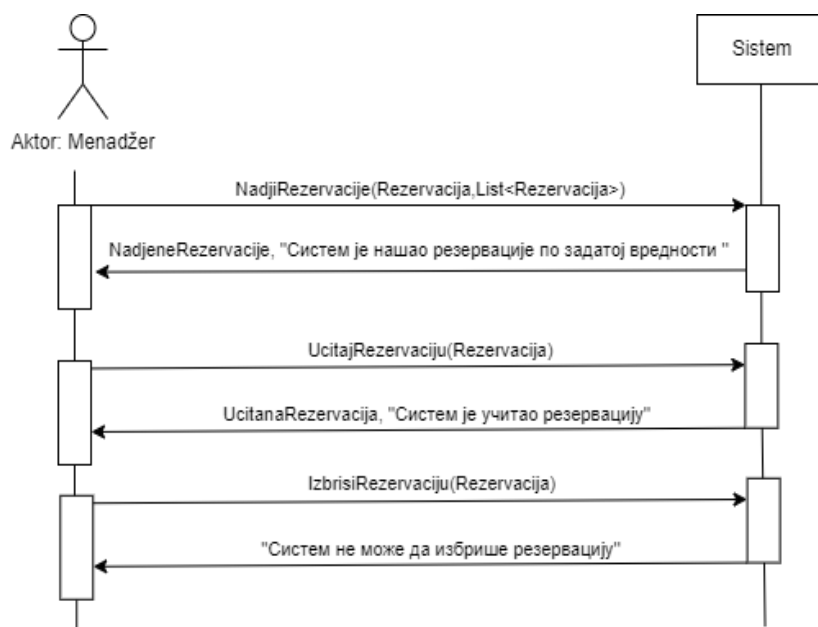 Sistem
Aktor: Menadžer
NadjiRezervacije(Rezervacija,List<Rezervacija>)
NadjeneRezervacije, "Систем је нашао резервације по задатој вредности "
UcitajRezervaciju(Rezervacija)
UcitanaRezervacija, "Систем је учитао резервацију"
IzbrisiRezervaciju(Rezervacija)
"Систем не може да избрише резервацију"